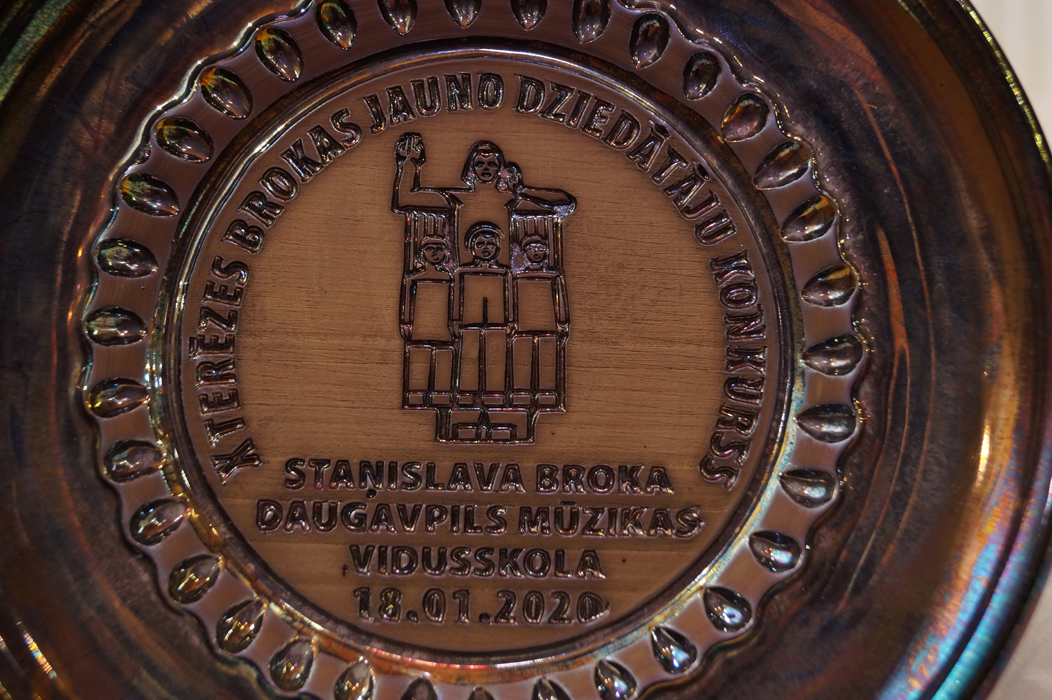 X TERĒZES BROKAS JAUNO DZIEDĀTĀJU KONKURSS
STAŅISLAVA BROKA
DAUGAVPILS MŪZIKAS
VIDUSSKOLA
18.01.2020